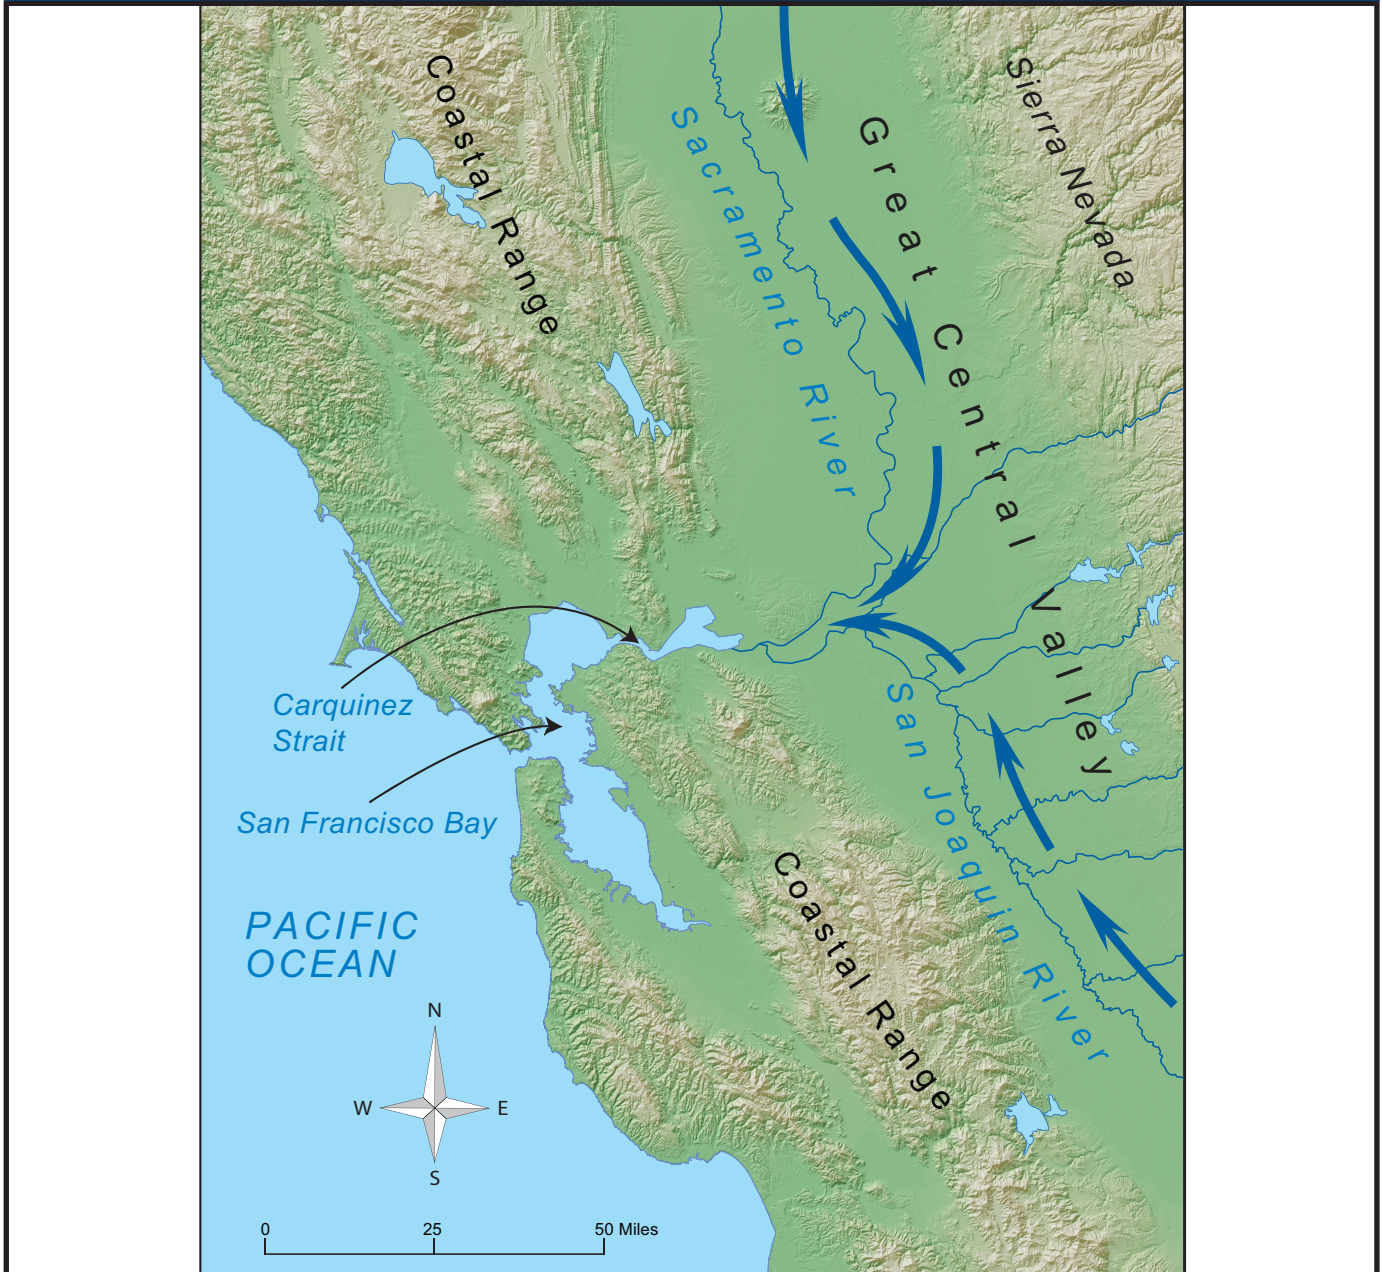 Coastal Range
Sacramento River
Great Central Valley
Sierra Nevada
Carquinez
Strait
San Francisco Bay
San Joaquin River
Coastal Range
PACIFIC
OCEAN
N
W E
S
0 25 50 Miles